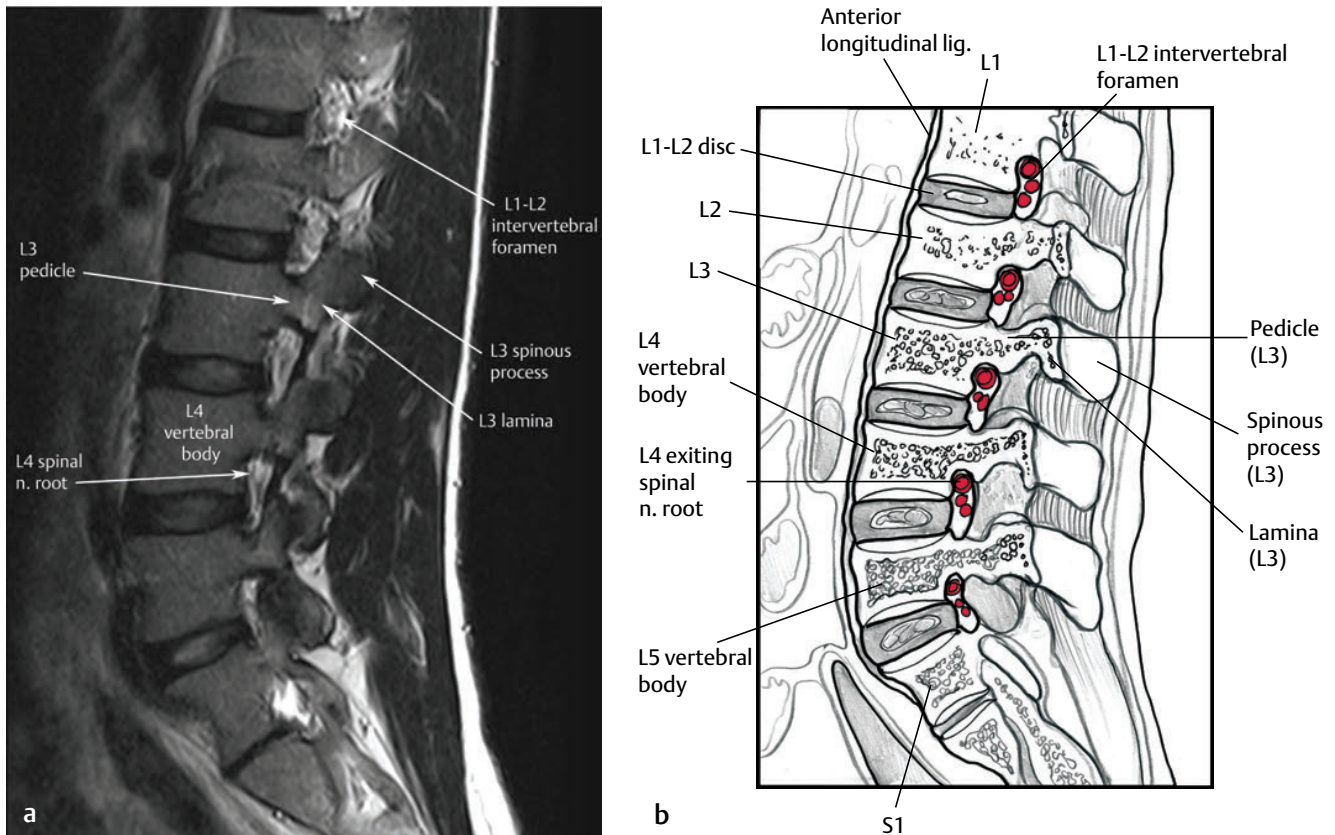 L1-L2
intervertebral
foramen
L3
pedicle
L3 spinous
process
L3 lamina
L4
vertebral
body
L4 spinal
n. root
a
Anterior
longitudinal lig.
L1
L1-L2 intervertebral
foramen
L1-L2 disc
L2
L3
L4
vertebral
body
L4 exiting
spinal
n. root
L5 vertebral
body
Pedicle
(L3)
Spinous
process
(L3)
Lamina
(L3)
S1
b